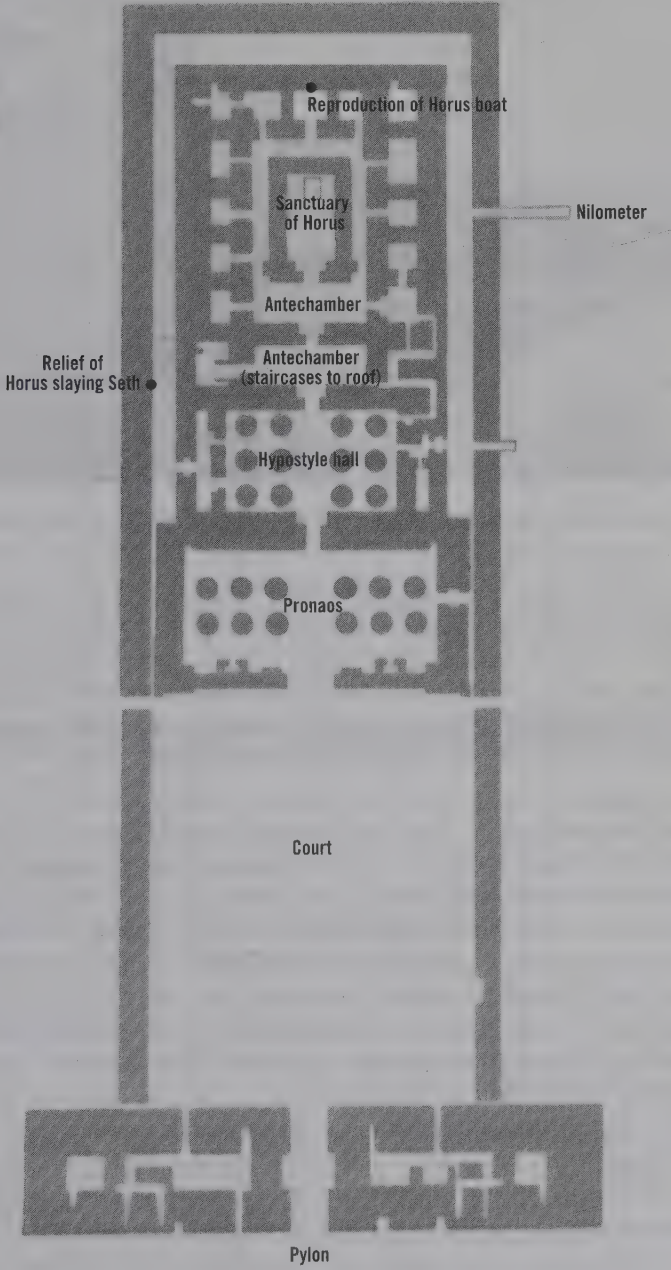 Reproduction of Horus boat
Sanctuary
of Horus
Nilometer
Antechamber
Relief of
Horus slaying Seth
Antechamber
(staircases to roof)
Hypostyle hall
Pronaos
Court
Pylon